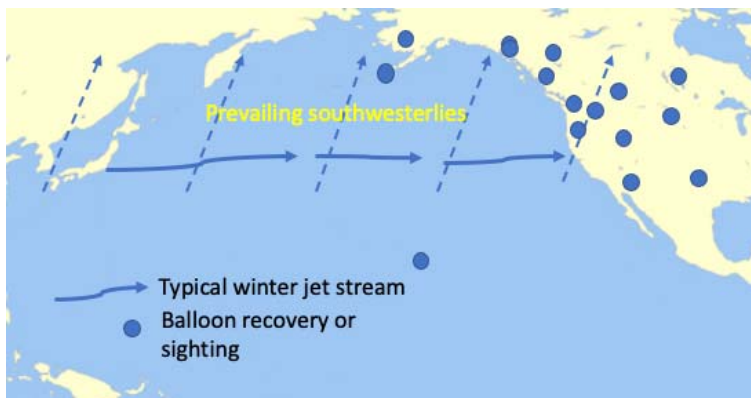 Prevailing southwesterlies
Typical winter jet stream
Balloon recovery or
sighting